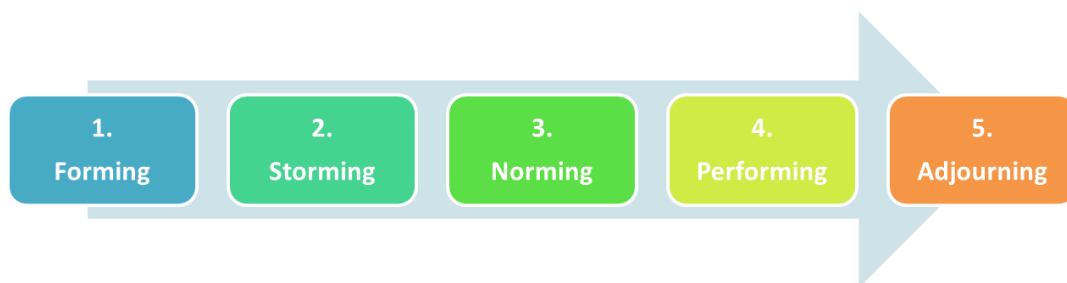 1.
Forming
2.
Storming
3.
Norming
4.
Performing
5.
Adjourning